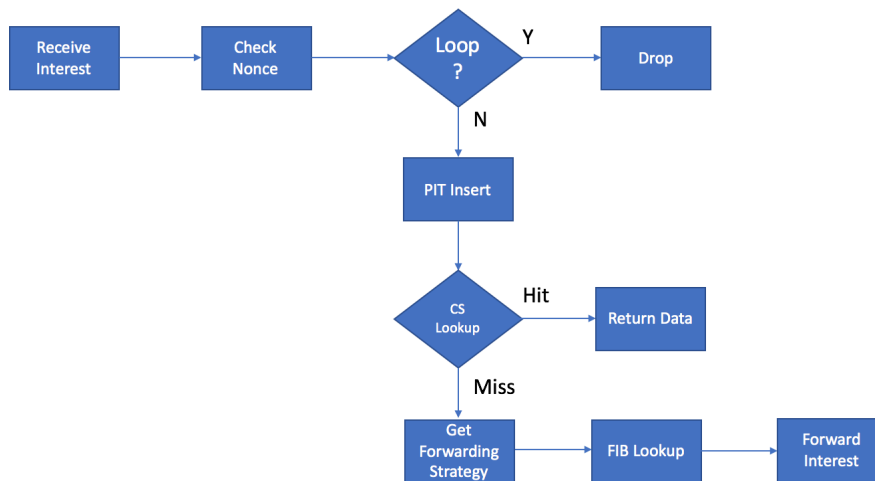 Receive
Interest
Check
Nonce
Loop
?
Y
Drop
N
PIT Insert
CS
Lookup
Hit
Return Data
Miss
Get
Forwarding
Strategy
FIB Lookup
Forward
Interest